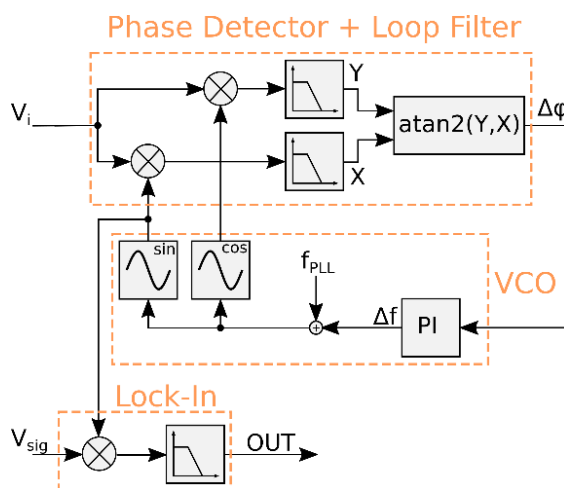 Phase Detector + Loop Filter
Y
V_i
atan2(Y,X)
Δφ
X
sin
cos
f_PLL
VCO
Δf
PI
Lock-In
V_sig
OUT